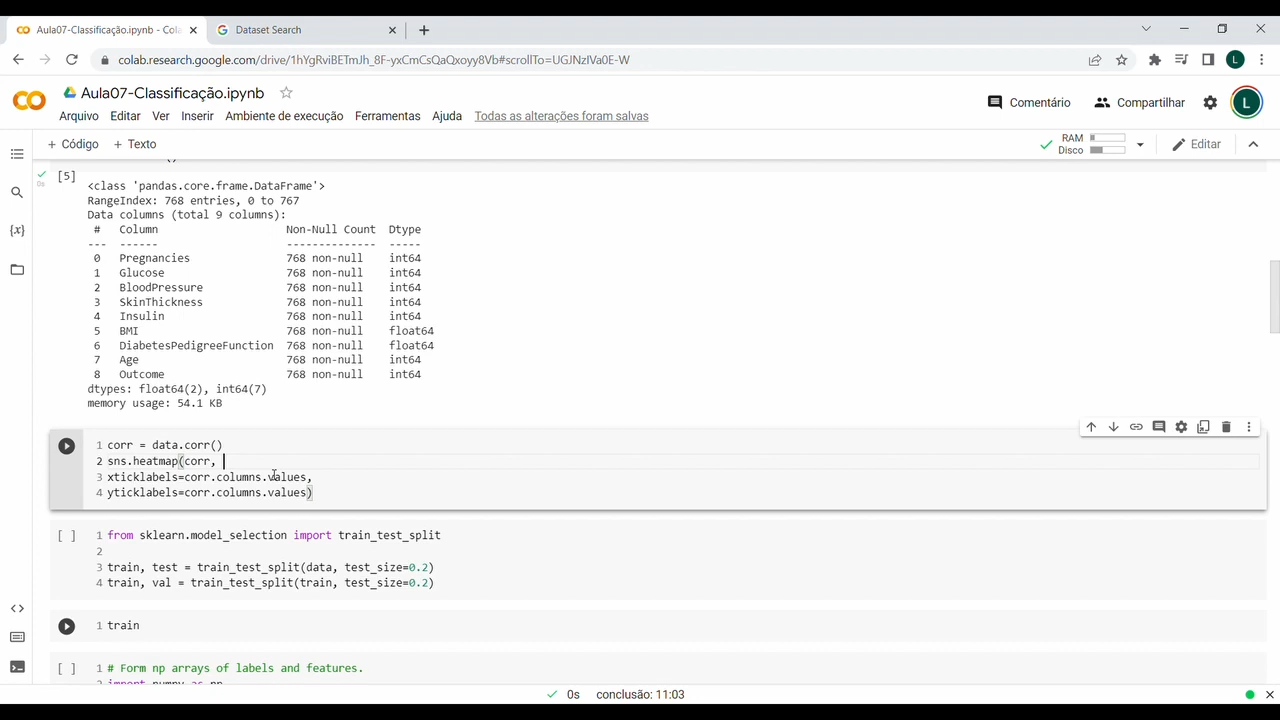 Aula07-Classificação.ipynb - Cola
Dataset Search
colab.research.google.com/drive/1hYgRviBETmJh_8F-yxCmCsQaQxoyy8Vb#scrollTo=UGJNzIVa0E-W
L
Aula07-Classificação.ipynb
Comentário
Compartilhar
L
Arquivo Editar Ver Inserir Ambiente de execução Ferramentas Ajuda Todas as alterações foram salvas
+ Código + Texto
RAM
Disco
Editar
[5]
0s
<class 'pandas.core.frame.DataFrame'>
RangeIndex: 768 entries, 0 to 767
Data columns (total 9 columns):
# Column Non-Null Count Dtype
--- ------ -------------- -----
0 Pregnancies 768 non-null int64
1 Glucose 768 non-null int64
2 BloodPressure 768 non-null int64
3 SkinThickness 768 non-null int64
4 Insulin 768 non-null int64
5 BMI 768 non-null float64
6 DiabetesPedigreeFunction 768 non-null float64
7 Age 768 non-null int64
8 Outcome 768 non-null int64
dtypes: float64(2), int64(7)
memory usage: 54.1 KB
1 corr = data.corr()
2 sns.heatmap(corr,
3 xticklabels=corr.columns.values,
4 yticklabels=corr.columns.values)
[ ] 1 from sklearn.model_selection import train_test_split
2
3 train, test = train_test_split(data, test_size=0.2)
4 train, val = train_test_split(train, test_size=0.2)
1 train
[ ] 1 # Form np arrays of labels and features.
2 import numpy as np
0s conclusão: 11:03